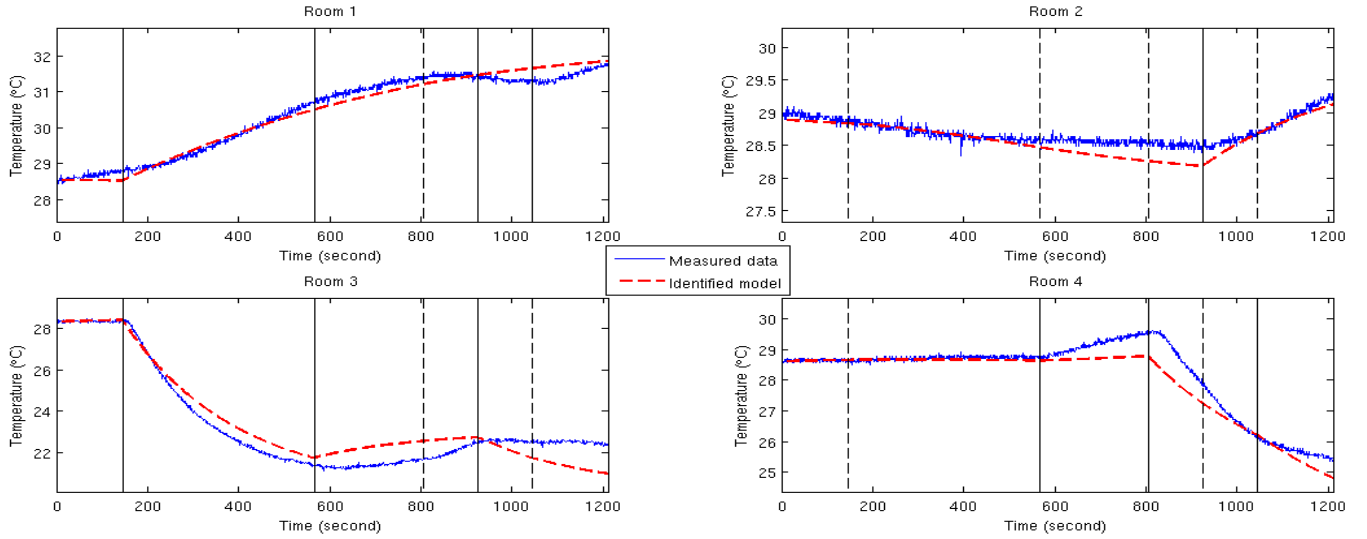 Room 1
Temperature (°C)
32
31
30
29
28
0 200 400 600 800 1000 1200
Time (second)
Room 2
Temperature (°C)
30
29.5
29
28.5
28
27.5
0 200 400 600 800 1000 1200
Time (second)
Measured data
Identified model
Room 3
Temperature (°C)
28
26
24
22
0 200 400 600 800 1000 1200
Time (second)
Room 4
Temperature (°C)
30
29
28
27
26
25
0 200 400 600 800 1000 1200
Time (second)